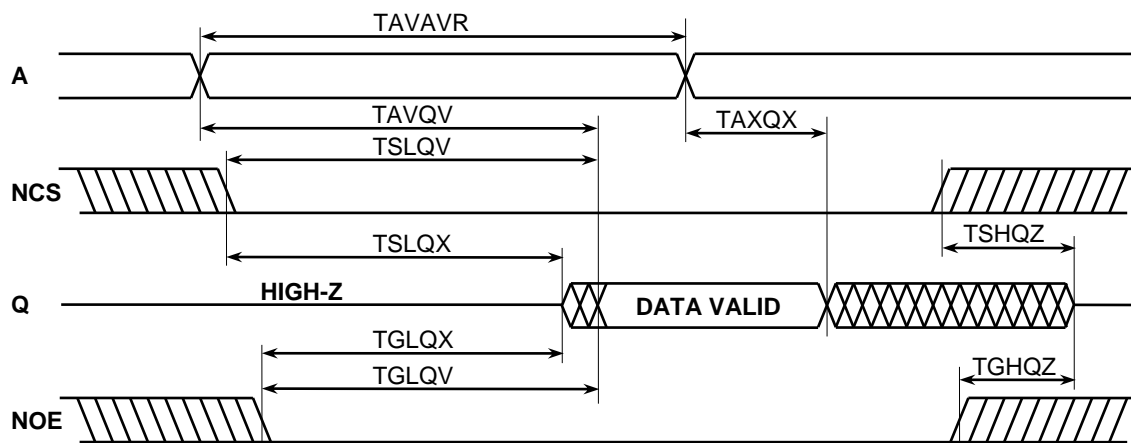 TAVAVR
A
TAVQV
TAXQX
TSLQV
NCS
TSLQX
TSHQZ
Q
HIGH-Z
DATA VALID
TGLQX
TGHQZ
TGLQV
NOE